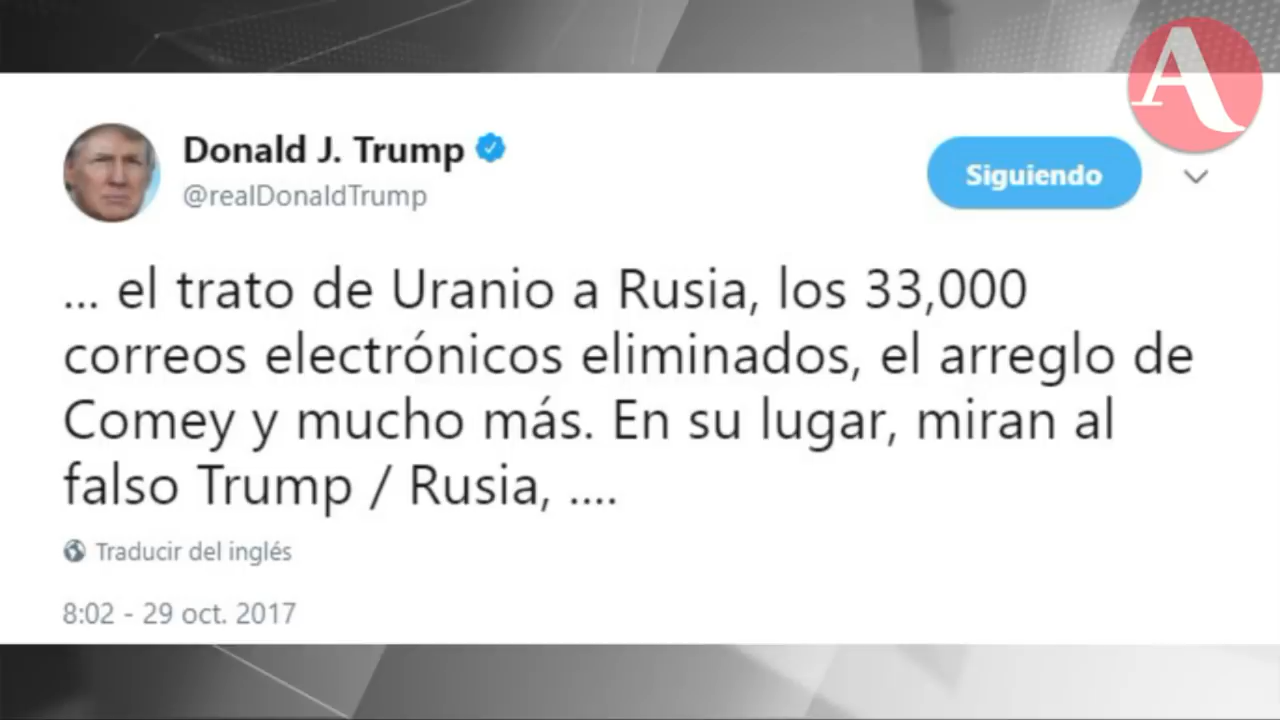 A
Donald J. Trump
@realDonaldTrump
Siguiendo
... el trato de Uranio a Rusia, los 33,000
correos electrónicos eliminados, el arreglo de
Comey y mucho más. En su lugar, miran al
falso Trump / Rusia, ....
Traducir del inglés
8:02 - 29 oct. 2017